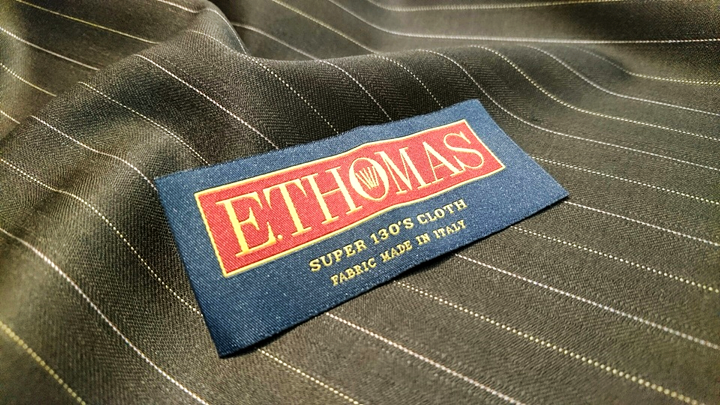 E.THOMAS
SUPER 130'S CLOTH
FABRIC MADE IN ITALY